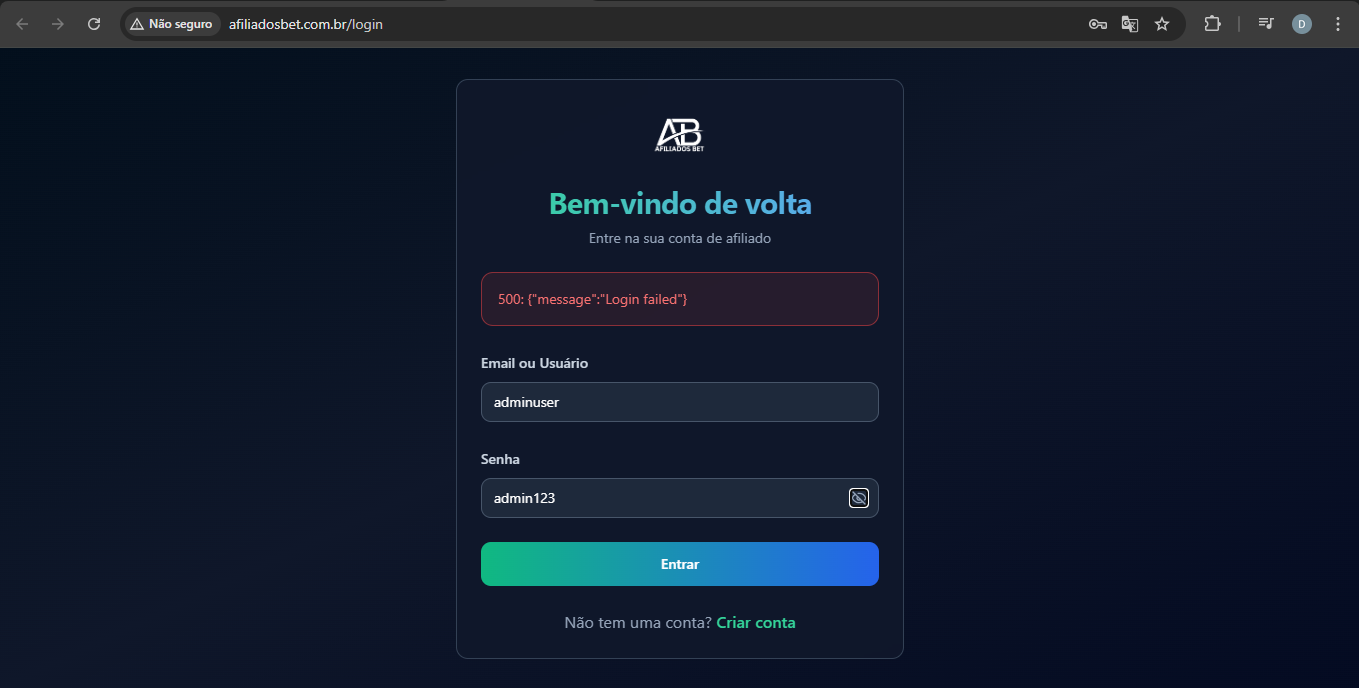 Não seguro
afiliadosbet.com.br/login
D
AB
AFILIADOS BET
Bem-vindo de volta
Entre na sua conta de afiliado
500: {"message":"Login failed"}
Email ou Usuário
adminuser
Senha
admin123
Entrar
Não tem uma conta? Criar conta